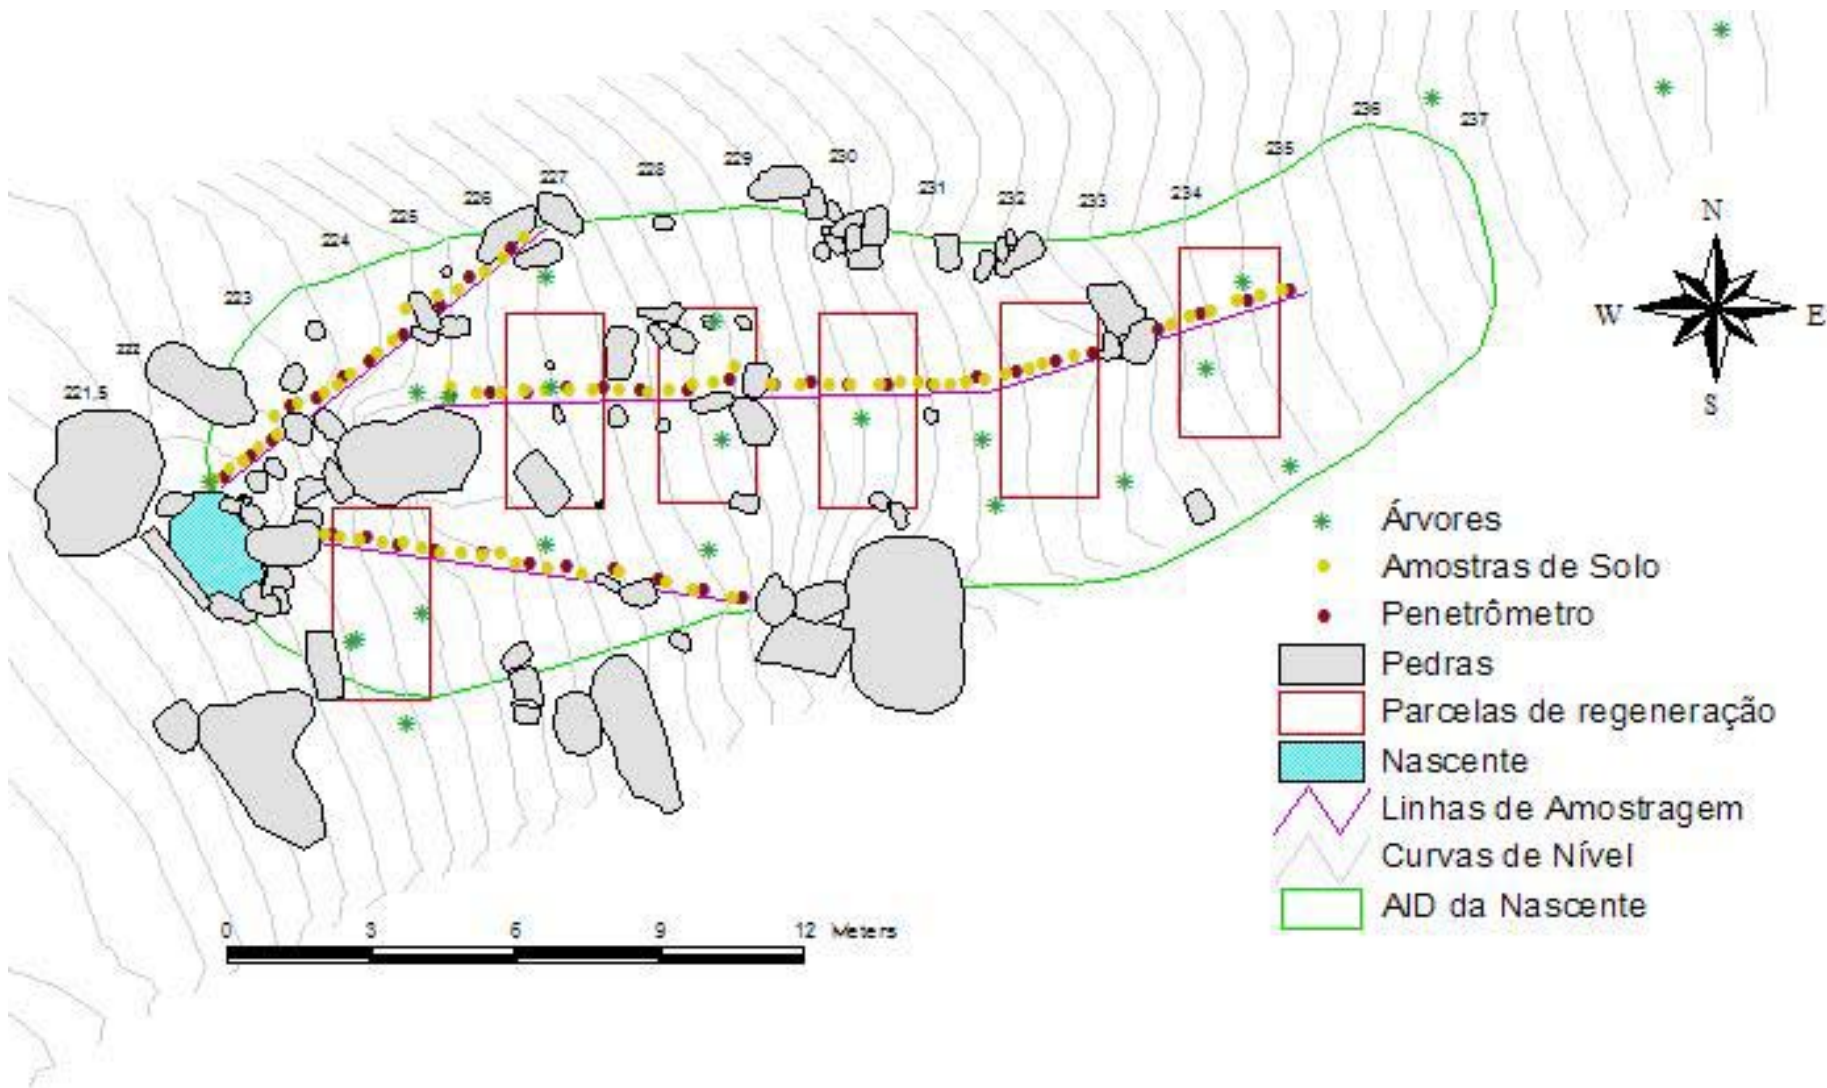 236
237
235
227
228
229
230
234
226
231
232
233
225
224
223
222
221,5
N
W
E
S
Árvores
Amostras de Solo
Penetrômetro
Pedras
Parcelas de regeneração
Nascente
Linhas de Amostragem
Curvas de Nível
AID da Nascente
0 3 6 9 12 Meters